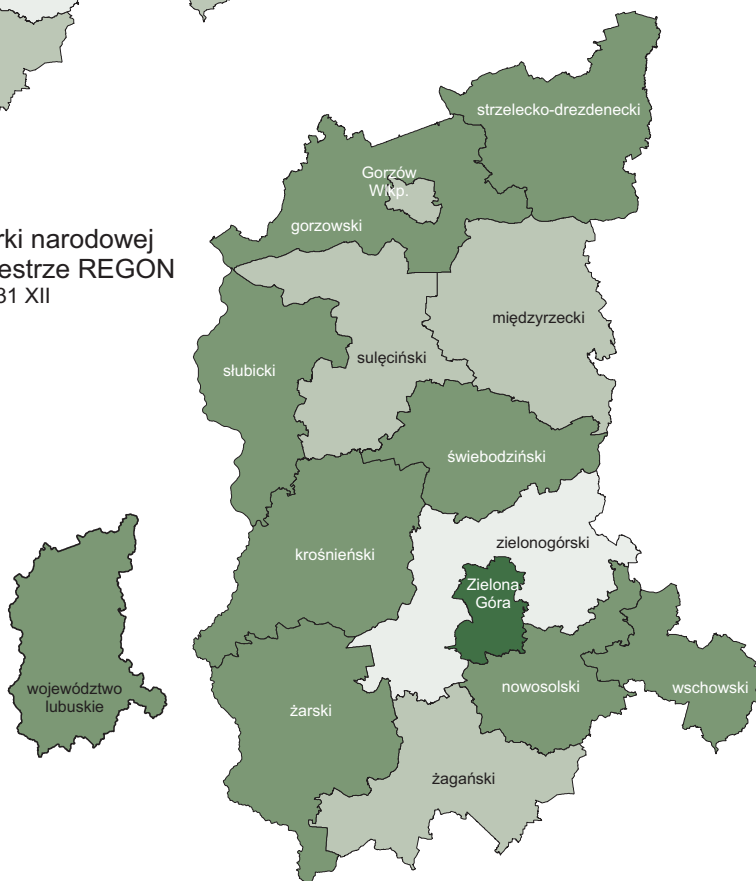 strzelecko-drezdenecki
Gorzów
Wlkp.
gorzowski
rki narodowej
estrze REGON
31 XII
międzyrzecki
sulęciński
słubicki
świebodziński
zielonogórski
krośnieński
Zielona
Góra
nowosolski
wschowski
województwo
lubuskie
żarski
żagański